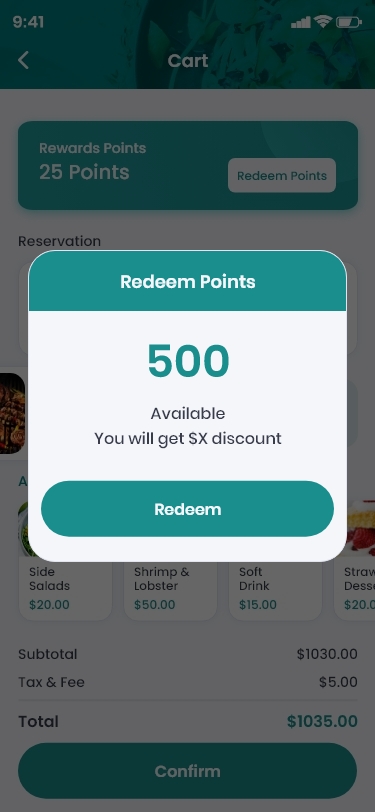 9:41
Cart
Rewards Points
25 Points
Redeem Points
Reservation
Redeem Points
500
Available
You will get $X discount
Redeem
A
Side
Salads
$20.00
Shrimp &
Lobster
$50.00
Soft
Drink
$15.00
Straw
Desse
$20.0
Subtotal
$1030.00
Tax & Fee
$5.00
Total
$1035.00
Confirm